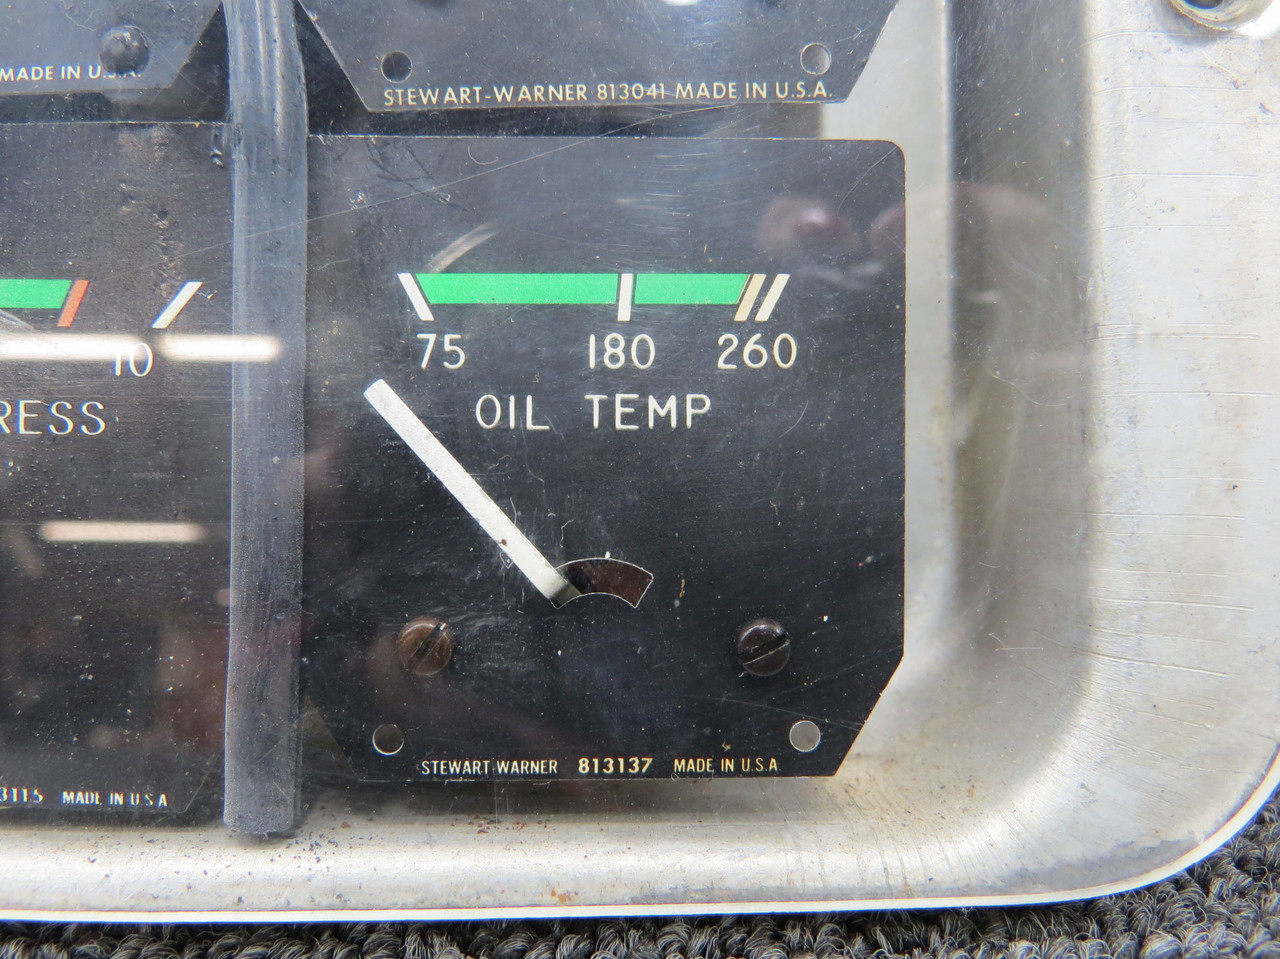 MADE IN U.S.A.
STEWART-WARNER 813041 MADE IN U.S.A.
10
RESS
3115 MADE IN U S A
75 180 260
OIL TEMP
STEWART WARNER 813137 MADE IN U.S.A